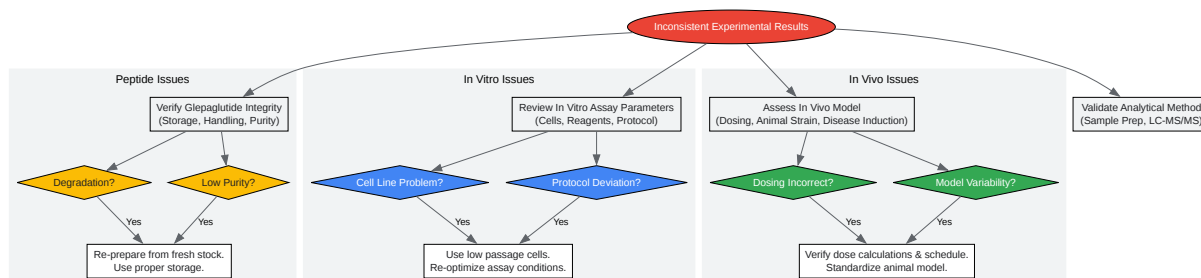 Inconsistent Experimental Results
Peptide Issues
In Vitro Issues
In Vivo Issues
Verify Glepaglutide Integrity
(Storage, Handling, Purity)
Review In Vitro Assay Parameters
(Cells, Reagents, Protocol)
Assess In Vivo Model
(Dosing, Animal Strain, Disease Induction)
Validate Analytical Method
(Sample Prep, LC-MS/MS)
Degradation?
Low Purity?
Cell Line Problem?
Protocol Deviation?
Dosing Incorrect?
Model Variability?
Yes
Yes
Yes
Yes
Yes
Yes
Re-prepare from fresh stock.
Use proper storage.
Use low passage cells.
Re-optimize assay conditions.
Verify dose calculations & schedule.
Standardize animal model.